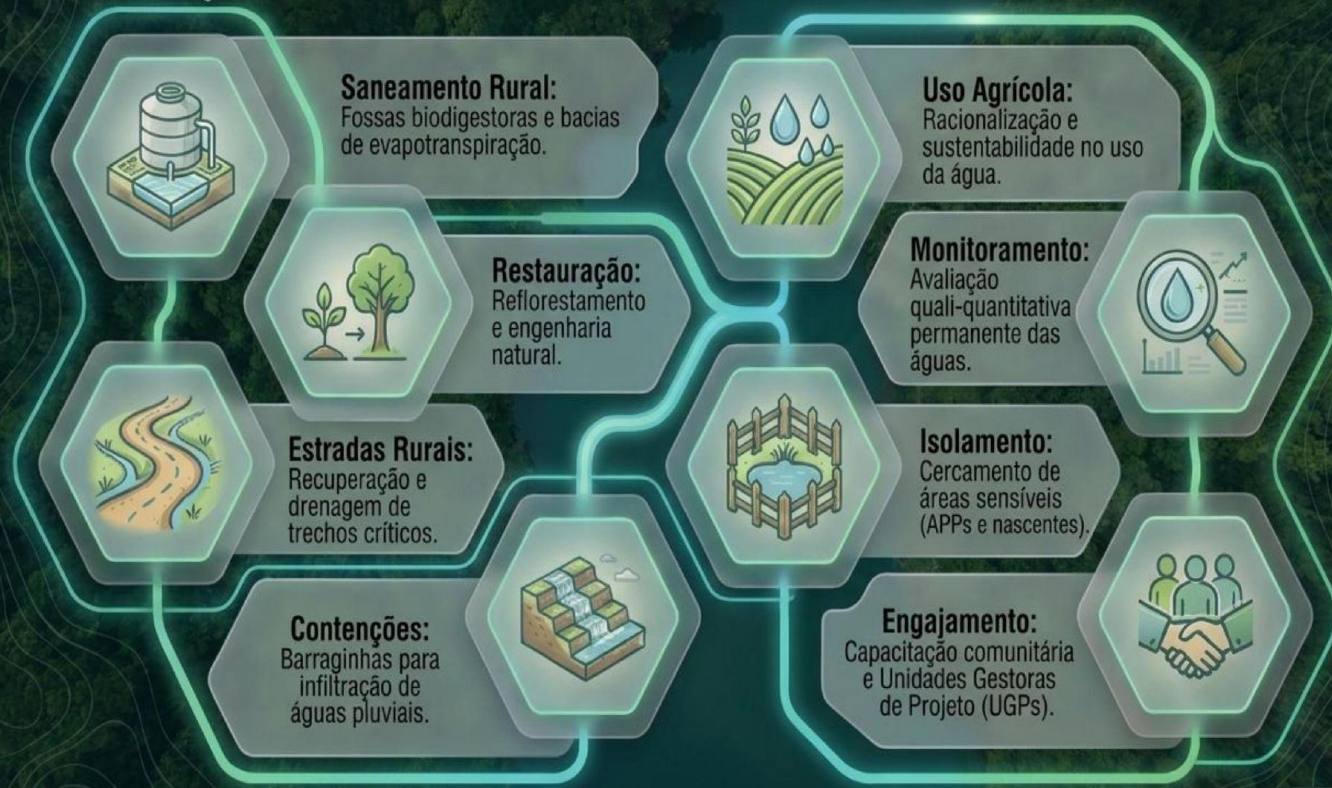 Saneamento Rural:
Fossas biodigestoras e bacias
de evapotranspiração.
Restauração:
Reflorestamento
e engenharia
natural.
Estradas Rurais:
Recuperação e
drenagem de
trechos críticos.
Contenções:
Barraginhas para
infiltração de
águas pluviais.
Uso Agrícola:
Racionalização e
sustentabilidade no uso
da água.
Monitoramento:
Avaliação
quali-quantitativa
permanente das
águas.
Isolamento:
Cercamento de
áreas sensíveis
(APPs e nascentes).
Engajamento:
Capacitação comunitária
e Unidades Gestoras
de Projeto (UGPs).